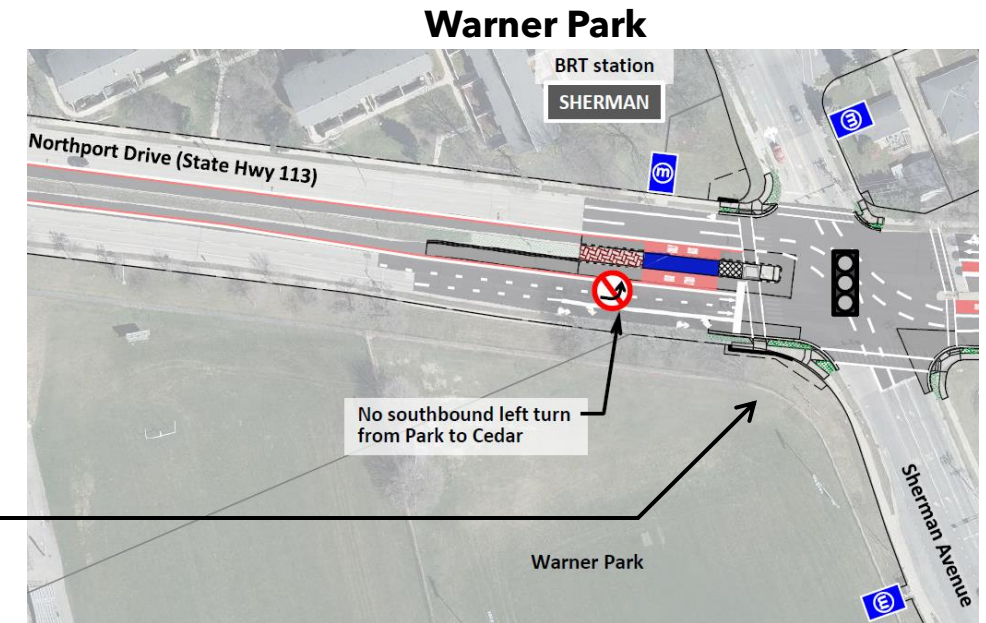 Warner Park
BRT station
SHERMAN
Northport Drive (State Hwy 113)
m
m
No southbound left turn
from Park to Cedar
Sherman Avenue
Warner Park
m